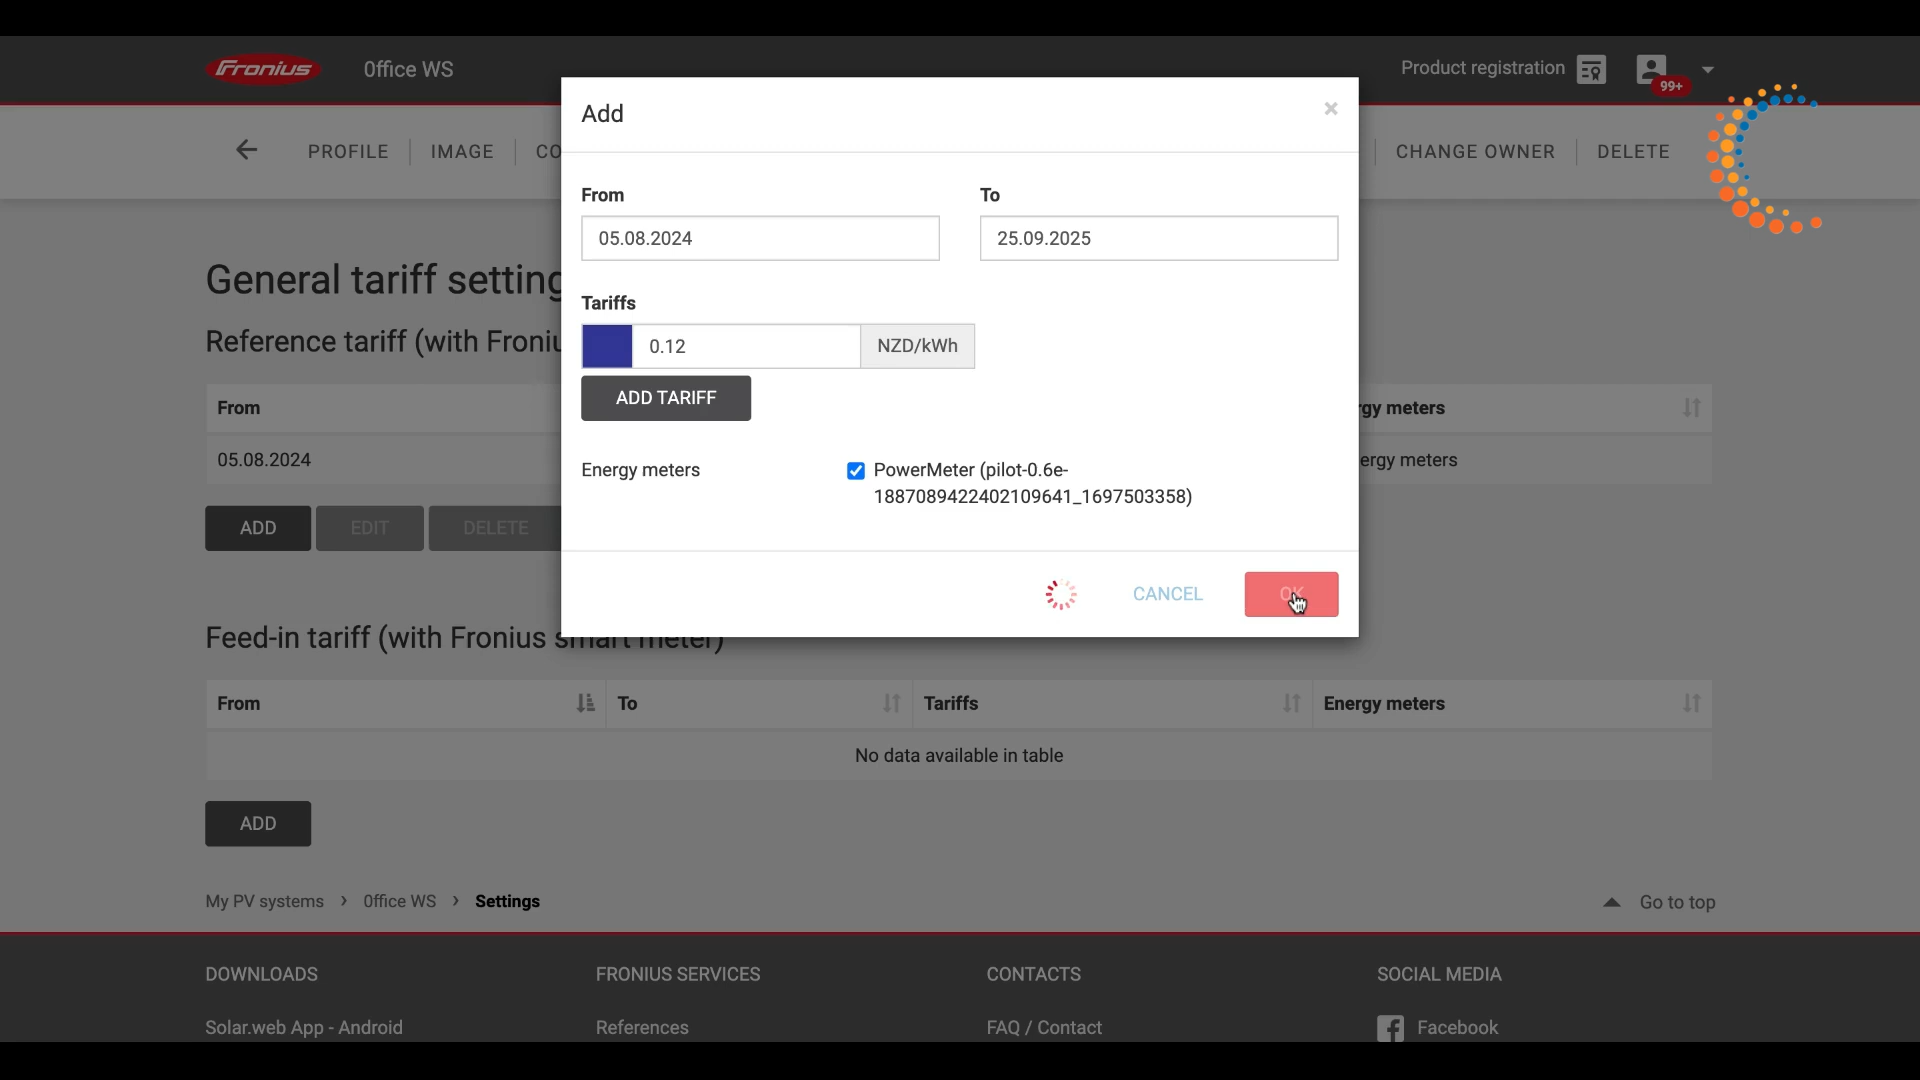 Fronius
Office WS
Product registration
99+
PROFILE
IMAGE
CO
CHANGE OWNER
DELETE
Add
×
From
To
05.08.2024
25.09.2025
Tariffs
0.12
NZD/kWh
ADD TARIFF
Energy meters
PowerMeter (pilot-0.6e-
1887089422402109641_1697503358)
CANCEL
OK
General tariff setting
Reference tariff (with Froniu
From
rgy meters
05.08.2024
ergy meters
ADD
EDIT
DELETE
Feed-in tariff (with Fronius smart meter)
From
To
Tariffs
Energy meters
No data available in table
ADD
My PV systems > Office WS > Settings
Go to top
DOWNLOADS
FRONIUS SERVICES
CONTACTS
SOCIAL MEDIA
Solar.web App - Android
References
FAQ / Contact
Facebook